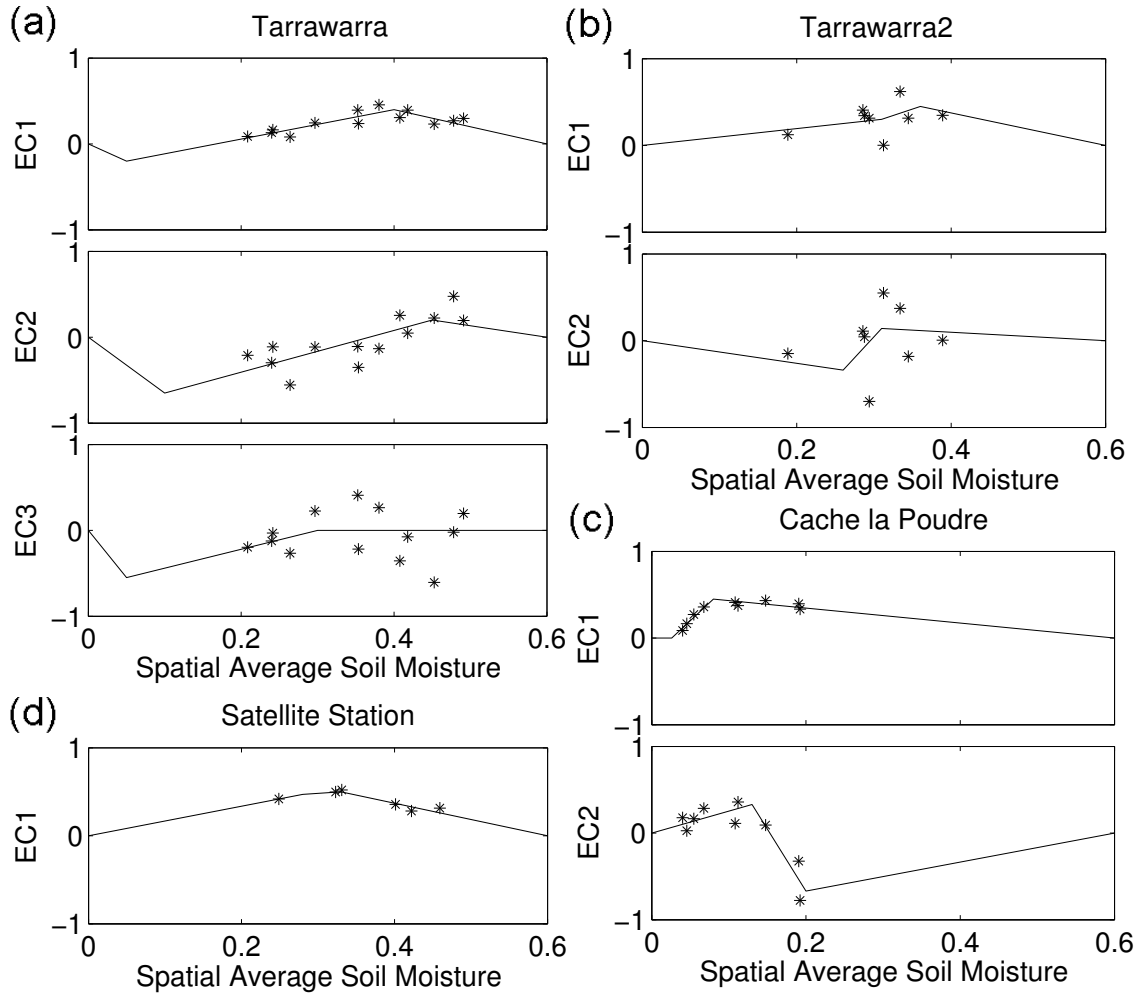 (a)
Tarrawarra
1
0
−1
EC1
1
0
−1
EC2
1
0
−1
EC3
0 0.2 0.4 0.6
Spatial Average Soil Moisture
(b)
Tarrawarra2
1
0
−1
EC1
1
0
−1
EC2
0 0.2 0.4 0.6
Spatial Average Soil Moisture
(c)
Cache la Poudre
1
0
−1
EC1
1
0
−1
EC2
0 0.2 0.4 0.6
Spatial Average Soil Moisture
(d)
Satellite Station
1
0
−1
EC1
0 0.2 0.4 0.6
Spatial Average Soil Moisture